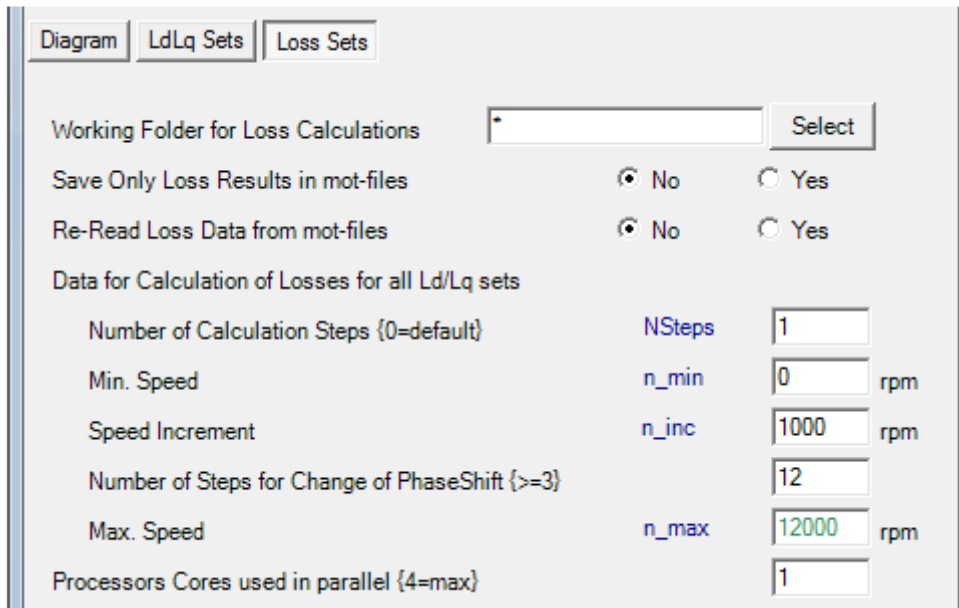 Diagram LdLq Sets Loss Sets
Working Folder for Loss Calculations * Select
Save Only Loss Results in mot-files No Yes
Re-Read Loss Data from mot-files No Yes
Data for Calculation of Losses for all Ld/Lq sets
Number of Calculation Steps {0=default} NSteps 1
Min. Speed n_min 0 rpm
Speed Increment n_inc 1000 rpm
Number of Steps for Change of PhaseShift {>=3} 12
Max. Speed n_max 12000 rpm
Processors Cores used in parallel {4=max} 1